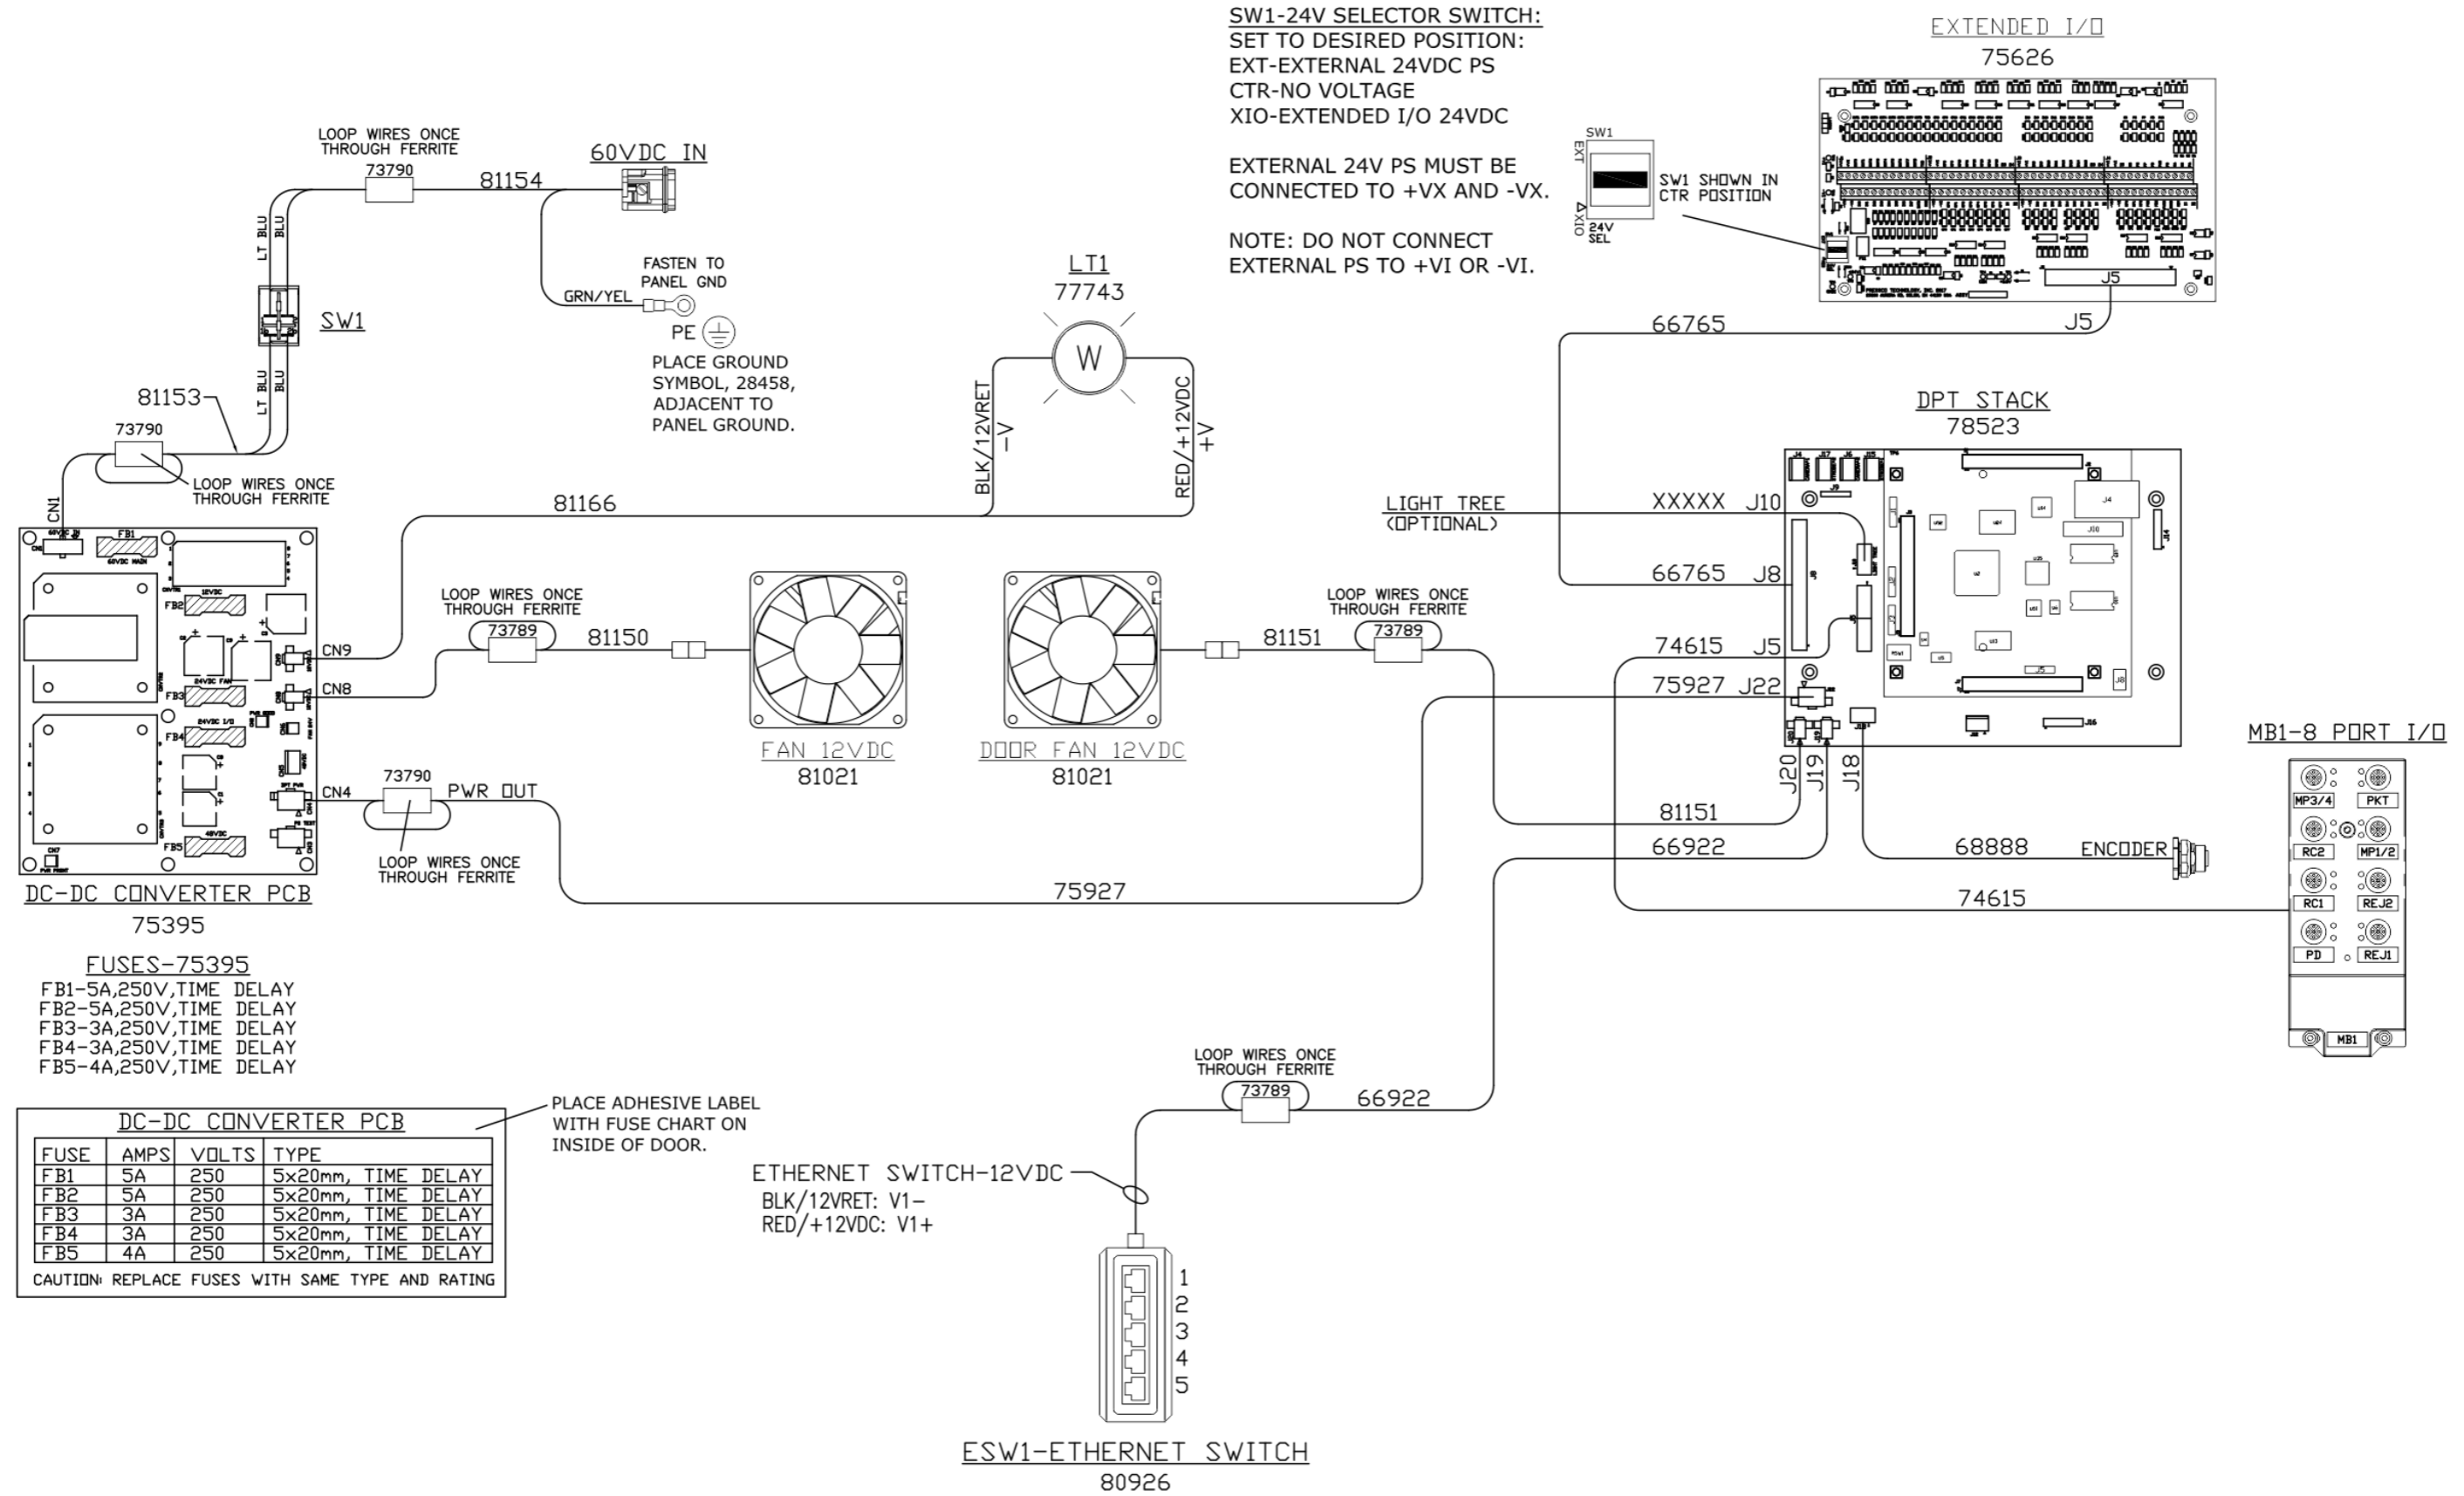 SW1-24V SELECTOR SWITCH:
SET TO DESIRED POSITION:
EXT-EXTERNAL 24VDC PS
CTR-NO VOLTAGE
XIO-EXTENDED I/O 24VDC
EXTERNAL 24V PS MUST BE
CONNECTED TO +VX AND -VX.
NOTE: DO NOT CONNECT
EXTERNAL PS TO +VI OR -VI.
SW1
EXT
XIO
24V
SEL
SW1 SHOWN IN
CTR POSITION
EXTENDED I/O
75626
J5
J5
66765
LOOP WIRES ONCE
THROUGH FERRITE
73790
81154
60VDC IN
LT BLU
BLU
FASTEN TO
PANEL GND
GRN/YEL
PE
PLACE GROUND
SYMBOL, 28458,
ADJACENT TO
PANEL GROUND.
SW1
LT BLU
BLU
81153
73790
LOOP WIRES ONCE
THROUGH FERRITE
CN1
LT1
77743
W
BLK/12VRET
-V
RED/+12VDC
+V
81166
DPT STACK
78523
LIGHT TREE
(OPTIONAL)
XXXXX J10
66765 J8
74615 J5
75927 J22
J20
J19
J18
FB1
60VDC MAIN
12VDC
FB2
24VDC FAN
FB3
24VDC I/O
FB4
48VDC
FB5
CN9
CN8
CN4
LOOP WIRES ONCE
THROUGH FERRITE
73789
81150
FAN 12VDC
81021
DOOR FAN 12VDC
81021
81151
LOOP WIRES ONCE
THROUGH FERRITE
73789
73790
PWR OUT
LOOP WIRES ONCE
THROUGH FERRITE
75927
81151
66922
68888
ENCODER
74615
MB1-8 PORT I/O
MP3/4
PKT
RC2
MP1/2
RC1
REJ2
PD
REJ1
MB1
DC-DC CONVERTER PCB
75395
FUSES-75395
FB1-5A,250V,TIME DELAY
FB2-5A,250V,TIME DELAY
FB3-3A,250V,TIME DELAY
FB4-3A,250V,TIME DELAY
FB5-4A,250V,TIME DELAY
DC-DC CONVERTER PCB
FUSE AMPS VOLTS TYPE
FB1 5A 250 5x20mm, TIME DELAY
FB2 5A 250 5x20mm, TIME DELAY
FB3 3A 250 5x20mm, TIME DELAY
FB4 3A 250 5x20mm, TIME DELAY
FB5 4A 250 5x20mm, TIME DELAY
CAUTION: REPLACE FUSES WITH SAME TYPE AND RATING
PLACE ADHESIVE LABEL
WITH FUSE CHART ON
INSIDE OF DOOR.
LOOP WIRES ONCE
THROUGH FERRITE
73789
66922
ETHERNET SWITCH-12VDC
BLK/12VRET: V1-
RED/+12VDC: V1+
1
2
3
4
5
ESW1-ETHERNET SWITCH
80926